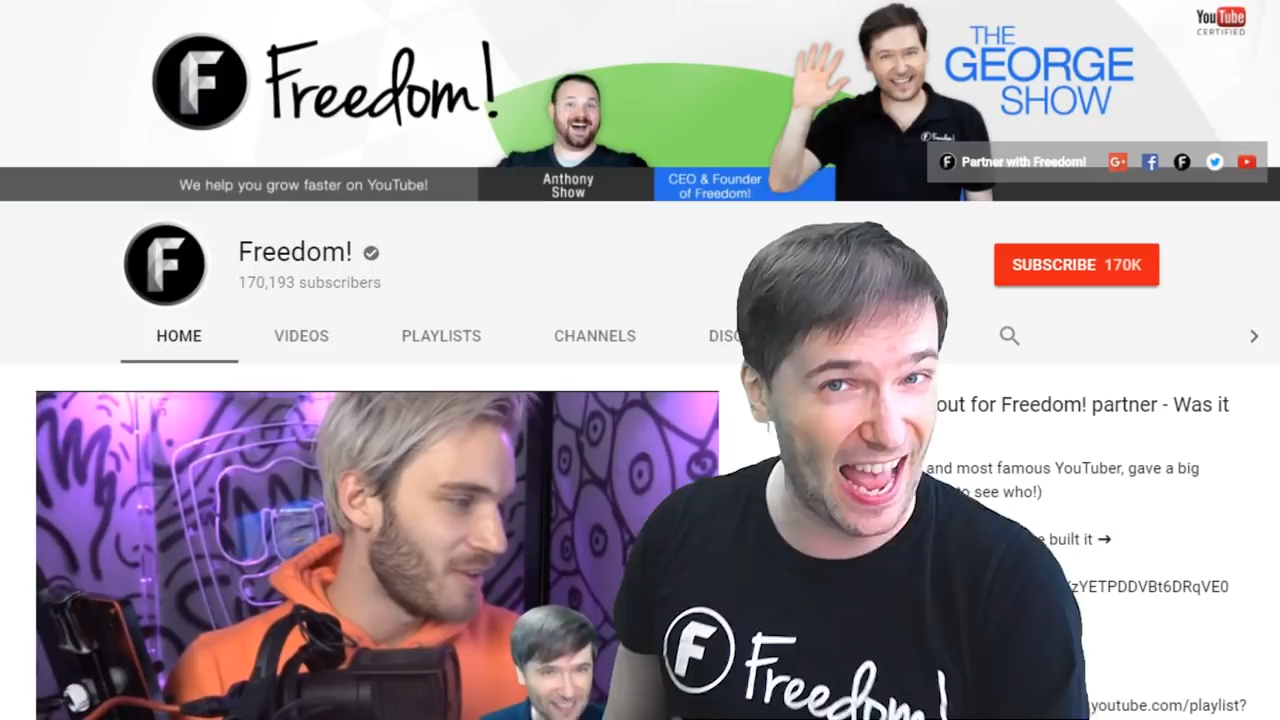 YouTube
CERTIFIED
F Freedom!
THE
GEORGE
SHOW
Freedom!
F Partner with Freedom! G+ f F
We help you grow faster on YouTube!
Anthony
Show
CEO & Founder
of Freedom!
F
Freedom!
170,193 subscribers
SUBSCRIBE 170K
HOME VIDEOS PLAYLISTS CHANNELS
out for Freedom! partner - Was it
and most famous YouTuber, gave a big
to see who!)
built it ➔
zYETPDDVBt6DRqVE0
F Freedom!
youtube.com/playlist?